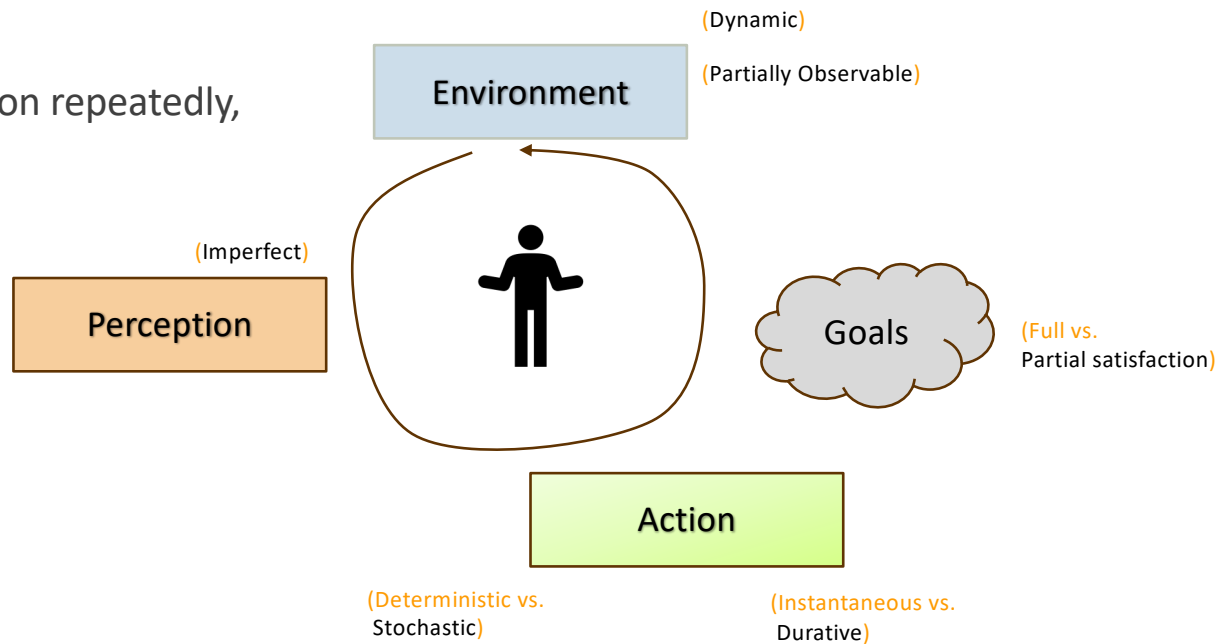 (Dynamic)
Environment
(Partially Observable)
on repeatedly,
(Imperfect)
Perception
Goals
(Full vs.
Partial satisfaction)
Action
(Deterministic vs.
Stochastic)
(Instantaneous vs.
Durative)